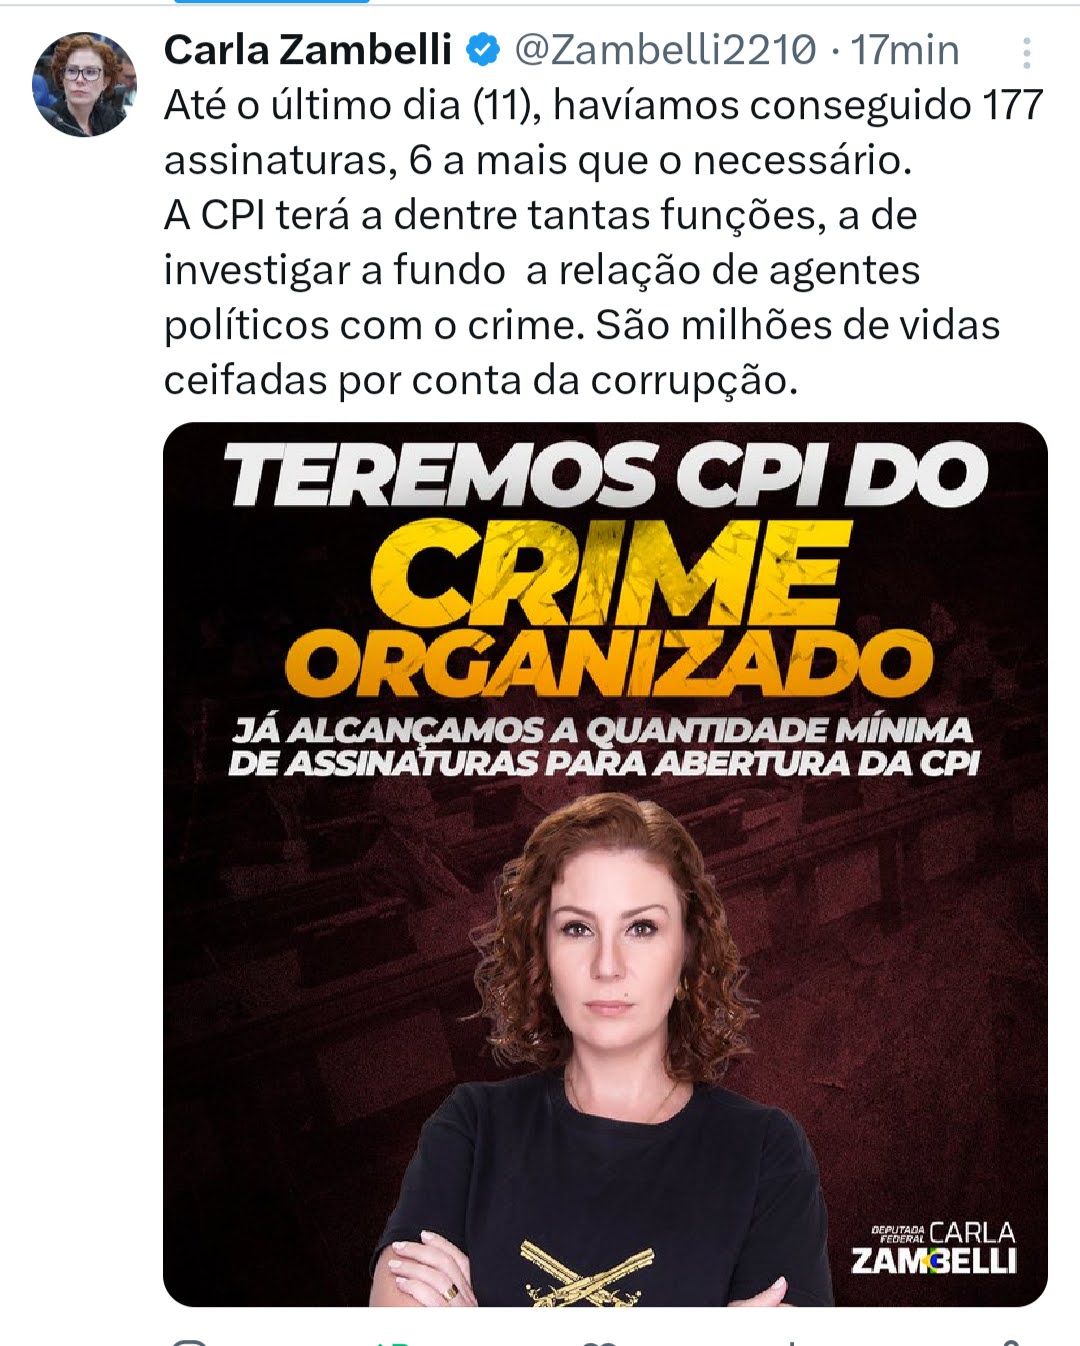 Carla Zambelli @Zambelli2210 · 17min
Até o último dia (11), havíamos conseguido 177
assinaturas, 6 a mais que o necessário.
A CPI terá a dentre tantas funções, a de
investigar a fundo  a relação de agentes
políticos com o crime. São milhões de vidas
ceifadas por conta da corrupção.
TEREMOS CPI DO
CRIME
ORGANIZADO
JÁ ALCANÇAMOS A QUANTIDADE MÍNIMA
DE ASSINATURAS PARA ABERTURA DA CPI
DEPUTADA FEDERAL CARLA
ZAMBELLI